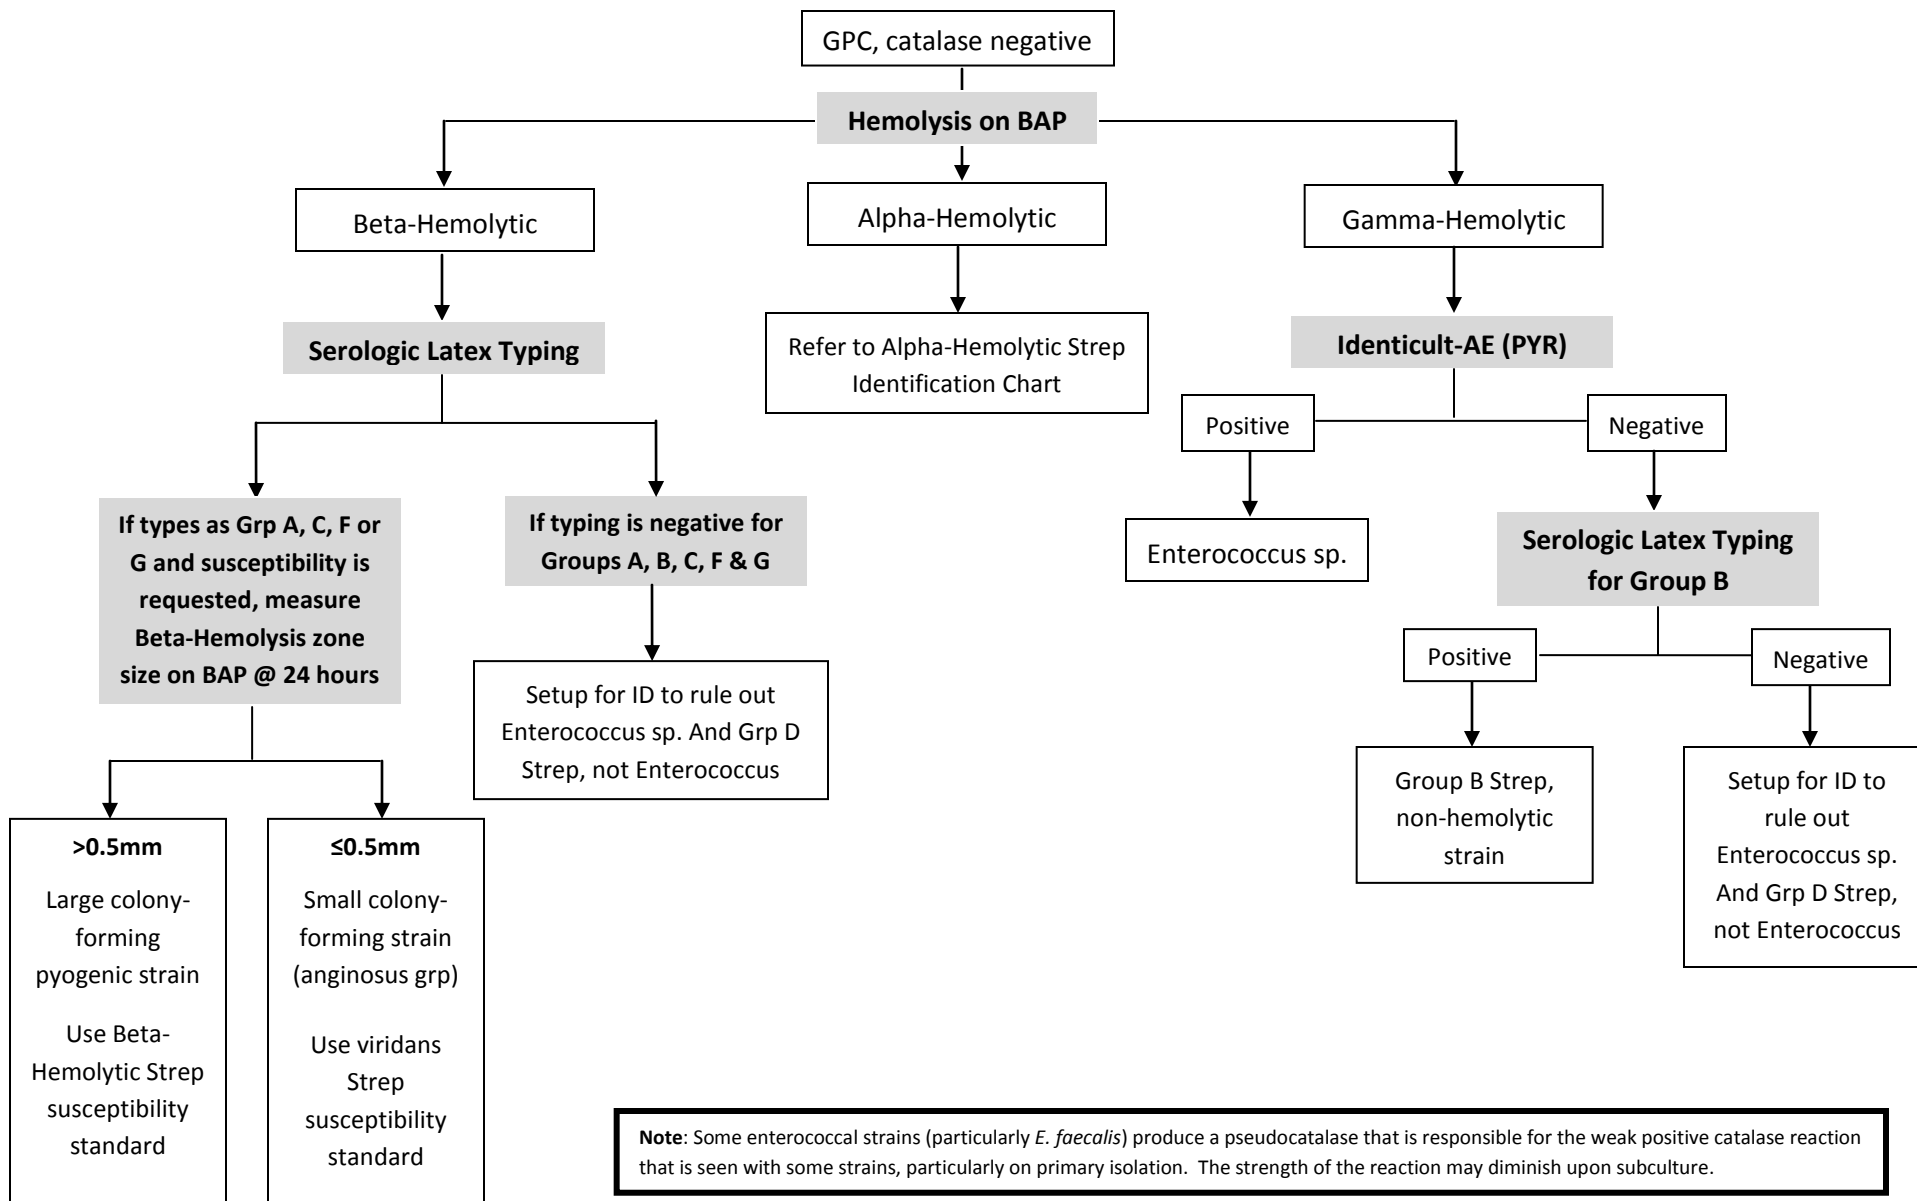 GPC, catalase negative
Hemolysis on BAP
Beta-Hemolytic
Alpha-Hemolytic
Gamma-Hemolytic
Serologic Latex Typing
Refer to Alpha-Hemolytic Strep
Identification Chart
Identicult-AE (PYR)
Positive
Negative
If types as Grp A, C, F or
G and susceptibility is
requested, measure
Beta-Hemolysis zone
size on BAP @ 24 hours
If typing is negative for
Groups A, B, C, F & G
Enterococcus sp.
Serologic Latex Typing
for Group B
Setup for ID to rule out
Enterococcus sp. And Grp D
Strep, not Enterococcus
Positive
Negative
Group B Strep,
non-hemolytic
strain
Setup for ID to
rule out
Enterococcus sp.
And Grp D Strep,
not Enterococcus
>0.5mm
Large colony-
forming
pyogenic strain
Use Beta-
Hemolytic Strep
susceptibility
standard
≤0.5mm
Small colony-
forming strain
(anginosus grp)
Use viridans
Strep
susceptibility
standard
Note: Some enterococcal strains (particularly E. faecalis) produce a pseudocatalase that is responsible for the weak positive catalase reaction
that is seen with some strains, particularly on primary isolation. The strength of the reaction may diminish upon subculture.